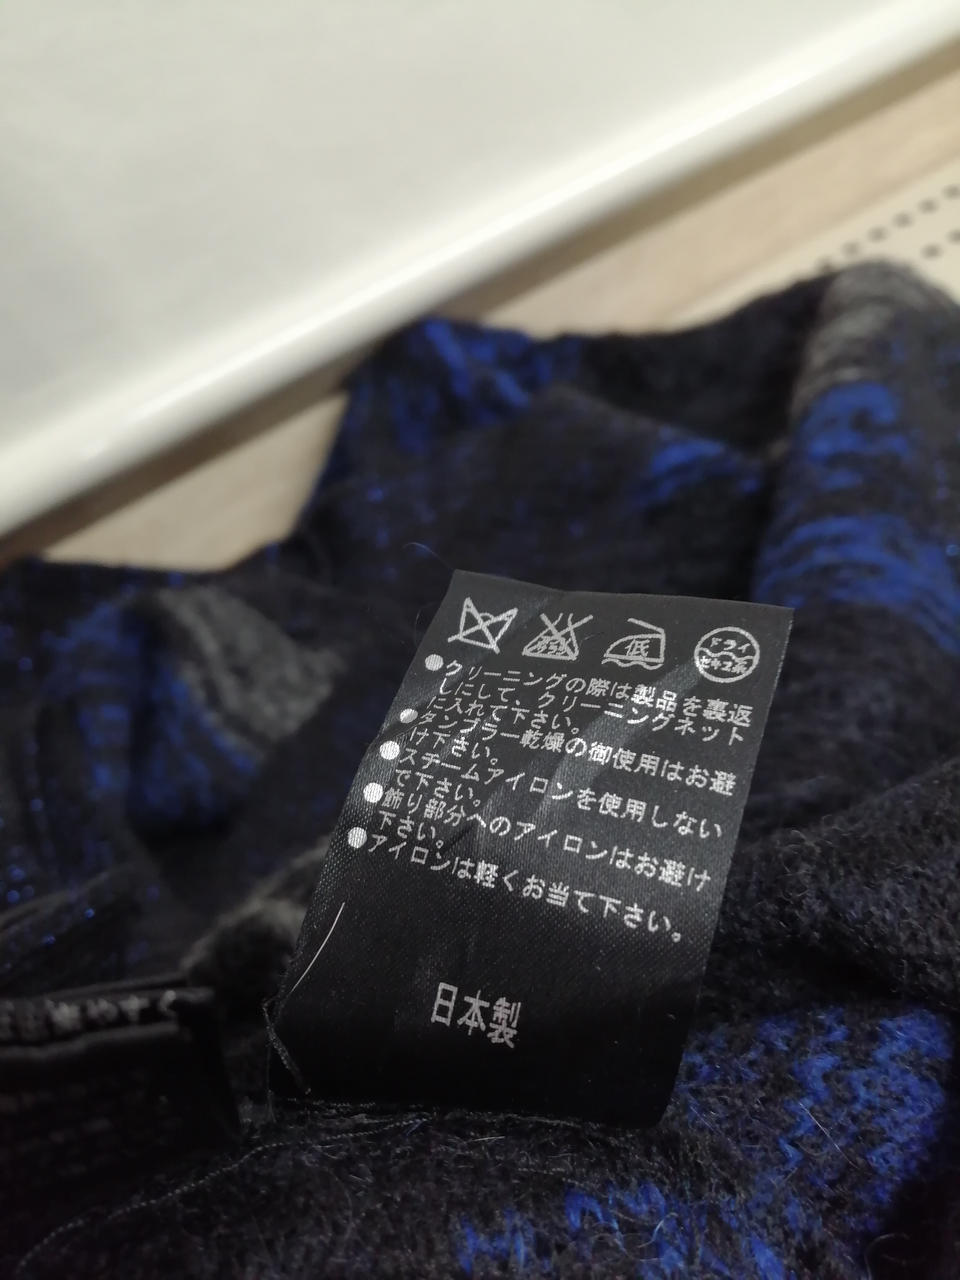 低
ドライ
セキユ系
●クリーニングの際は製品を裏返
しにして、クリーニングネット
に入れて下さい。
●タンブラー乾燥の御使用はお避
け下さい。
●スチームアイロンを使用しない
で下さい。
●飾り部分へのアイロンはお避け
下さい。
●アイロンは軽くお当て下さい。
日本製